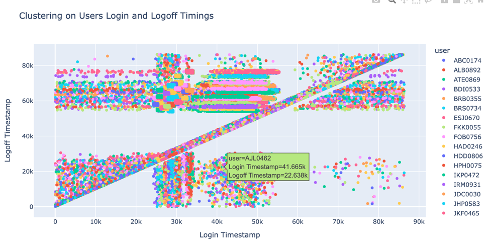 Clustering on Users Login and Logoff Timings
user
ABC0174
ALB0892
ATE0869
BDI0533
BRB0355
BRS0734
ESJ0670
FKK0055
FOB0756
HAD0246
HDD0806
HPH0075
IKP0472
IRM0931
JDC0030
JHP0583
JKF0465
80k
60k
40k
20k
0
Logoff Timestamp
user=AJL0462
Login Timestamp=41.665k
Logoff Timestamp=22.638k
0 10k 20k 30k 40k 50k 60k 70k 80k 90k
Login Timestamp